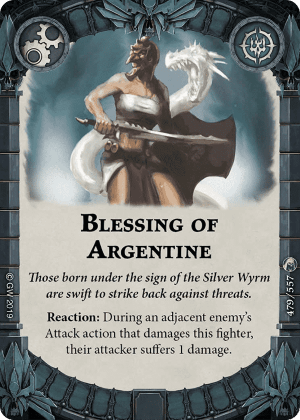 BLESSING OF
ARGENTINE
Those born under the sign of the Silver Wyrm
are swift to strike back against threats.
Reaction: During an adjacent enemy's
Attack action that damages this fighter,
their attacker suffers 1 damage.
© GW 2019
479/557